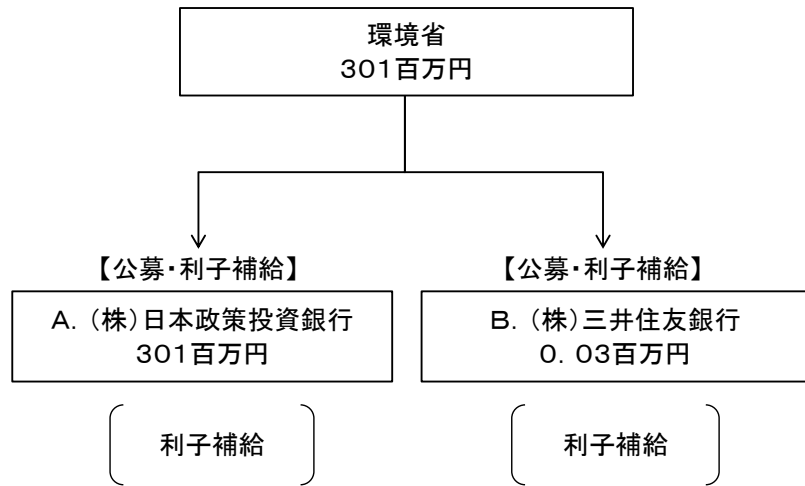 環境省
301百万円
【公募・利子補給】
【公募・利子補給】
A. (株)日本政策投資銀行
301百万円
B. (株)三井住友銀行
0. 03百万円
利子補給
利子補給